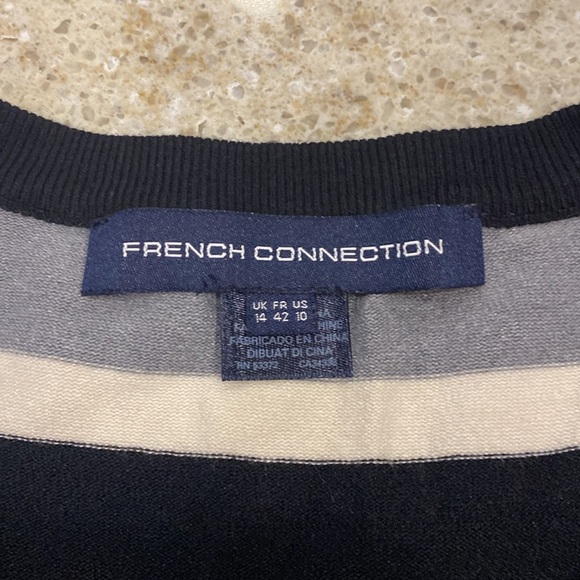 FRENCH CONNECTION
UK FR US
14 42 10
FABRICADO EN CHINA
DIBUAT DI CINA